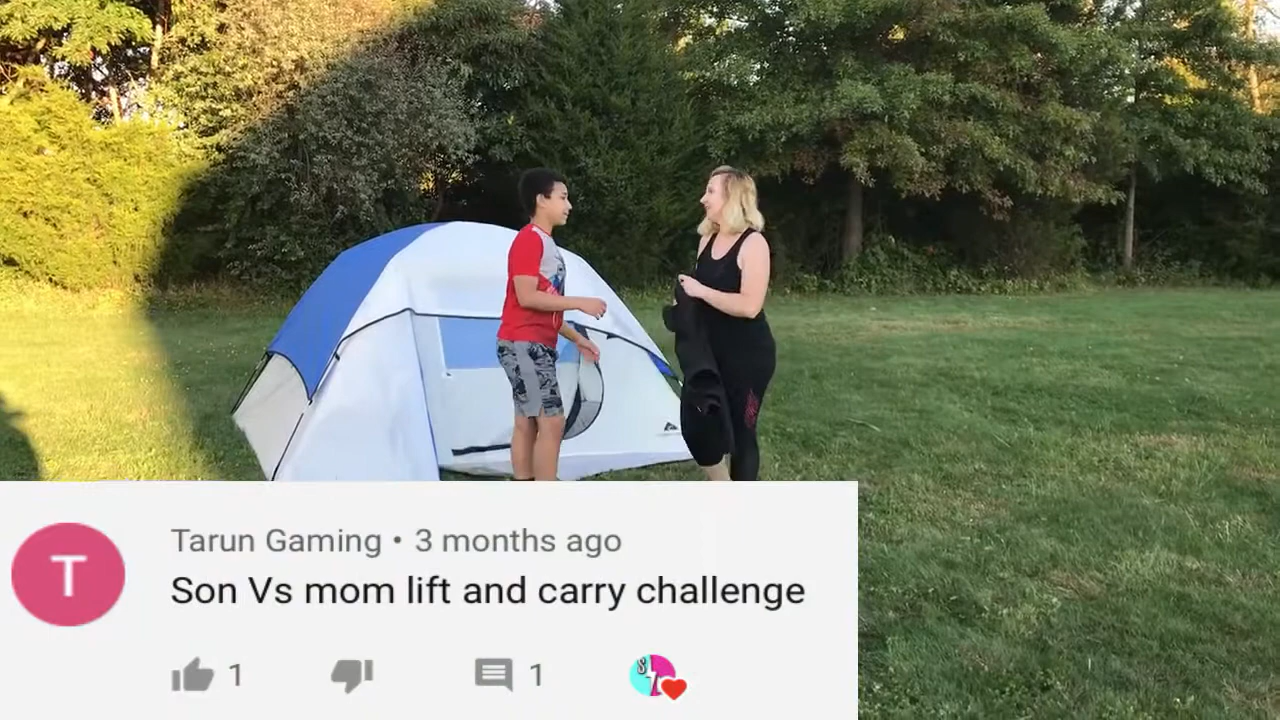 Tarun Gaming • 3 months ago
Son Vs mom lift and carry challenge
1
1